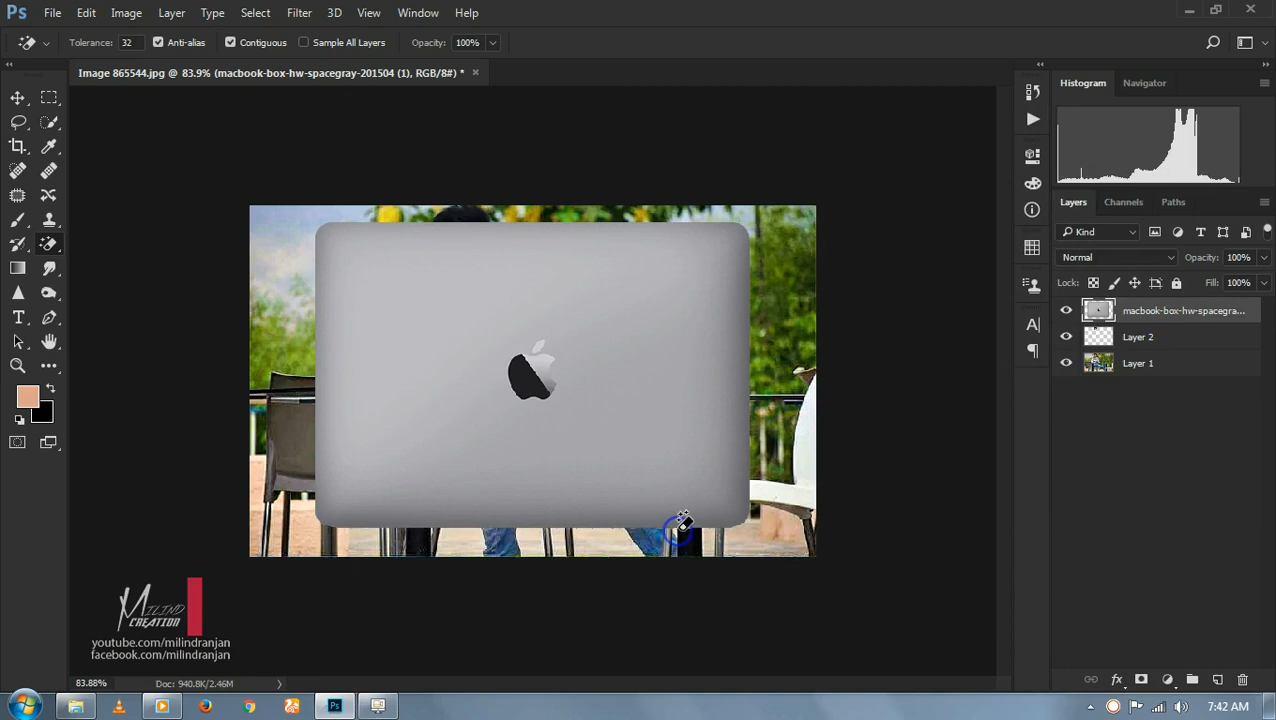 Ps File Edit Image Layer Type Select Filter 3D View Window Help
Tolerance: 32 Anti-alias Contiguous Sample All Layers Opacity: 100%
Image 865544.jpg @ 83.9% (macbook-box-hw-spacegray-201504 (1), RGB/8#) *
Histogram Navigator
Layers Channels Paths
Kind
Normal Opacity: 100%
Lock: Fill: 100%
macbook-box-hw-spacegra...
Layer 2
Layer 1
MILIND
CREATION
youtube.com/milindranjan
facebook.com/milindranjan
83.88% Doc: 940.8K/2.46M
Ps 7:42 AM